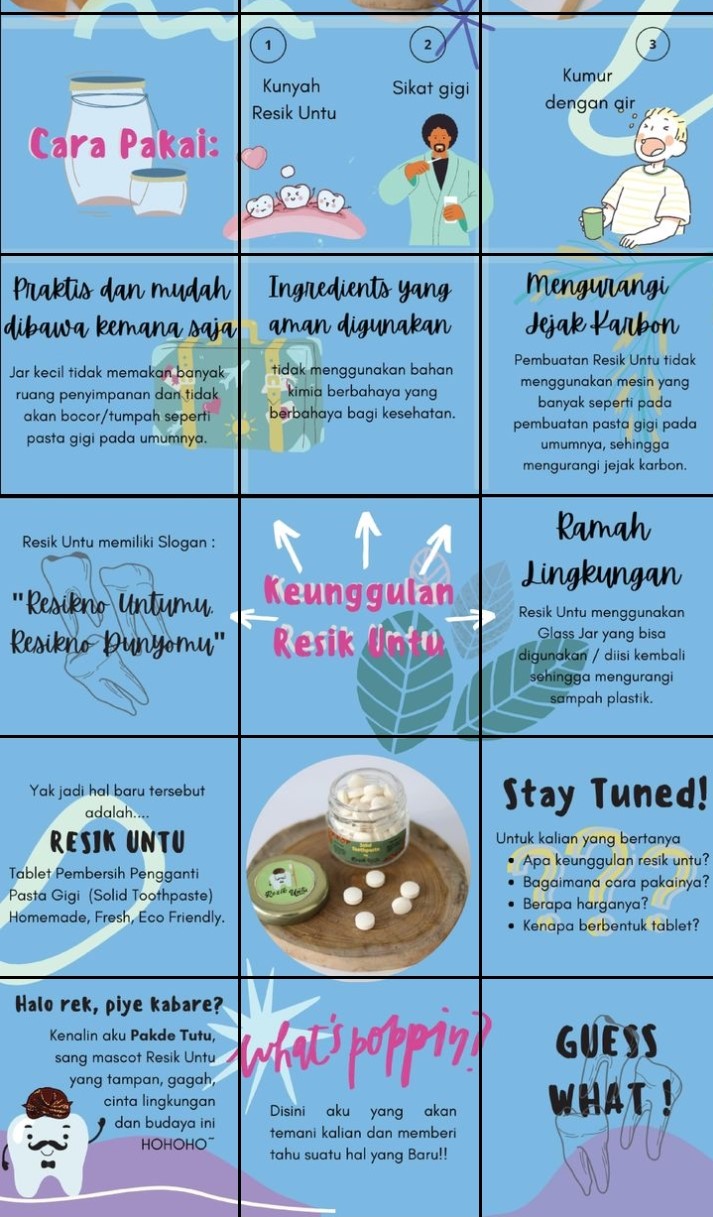 1
2
3
Cara Pakai:
Kunyah
Resik Untu
Sikat gigi
Kumur
dengan air
Praktis dan mudah
dibawa kemana saja
Jar kecil tidak memakan banyak
ruang penyimpanan dan tidak
akan bocor/tumpah seperti
pasta gigi pada umumnya.
Ingredients yang
aman digunakan
tidak menggunakan bahan
kimia berbahaya yang
berbahaya bagi kesehatan.
Mengurangi
Jejak Karbon
Pembuatan Resik Untu tidak
menggunakan mesin yang
banyak seperti pada
pembuatan pasta gigi pada
umumnya, sehingga
mengurangi jejak karbon.
Resik Untu memiliki Slogan :
"Resikno Untumu,
Resikno Dunyomu"
Keunggulan
Resik Untu
Ramah
Lingkungan
Resik Untu menggunakan
Glass Jar yang bisa
digunakan / diisi kembali
sehingga mengurangi
sampah plastik.
Yak jadi hal baru tersebut
adalah....
RESIK UNTU
Tablet Pembersih Pengganti
Pasta Gigi (Solid Toothpaste)
Homemade, Fresh, Eco Friendly.
Solid
Toothpaste
Resik Untu
Stay Tuned!
Untuk kalian yang bertanya
• Apa keunggulan resik untu?
• Bagaimana cara pakainya?
• Berapa harganya?
• Kenapa berbentuk tablet?
???
Halo rek, piye kabare?
Kenalin aku Pakde Tutu,
sang mascot Resik Untu
yang tampan, gagah,
cinta lingkungan
dan budaya ini
HOHOHO~
what's poppin?
Disini aku yang akan
temani kalian dan memberi
tahu suatu hal yang Baru!!
GUESS
WHAT !